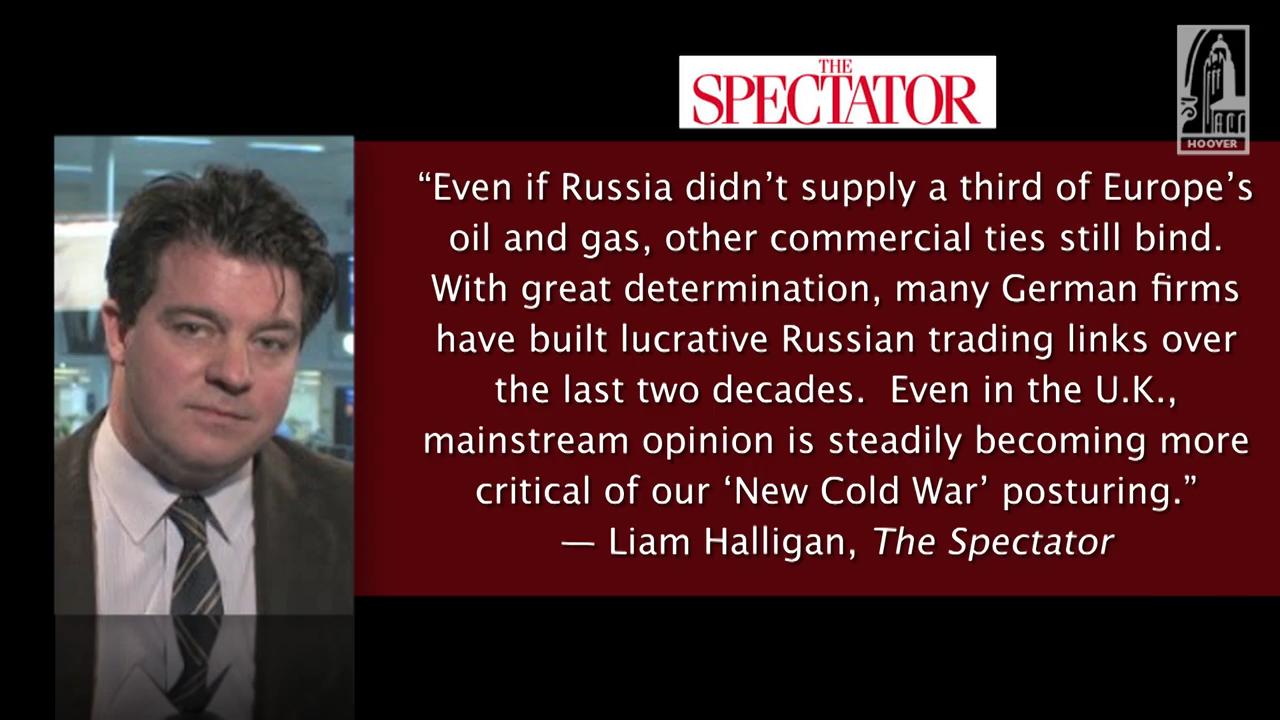 THE
SPECTATOR
HOOVER
“Even if Russia didn’t supply a third of Europe’s
oil and gas, other commercial ties still bind.
With great determination, many German firms
have built lucrative Russian trading links over
the last two decades.  Even in the U.K.,
mainstream opinion is steadily becoming more
critical of our ‘New Cold War’ posturing.”
— Liam Halligan, The Spectator